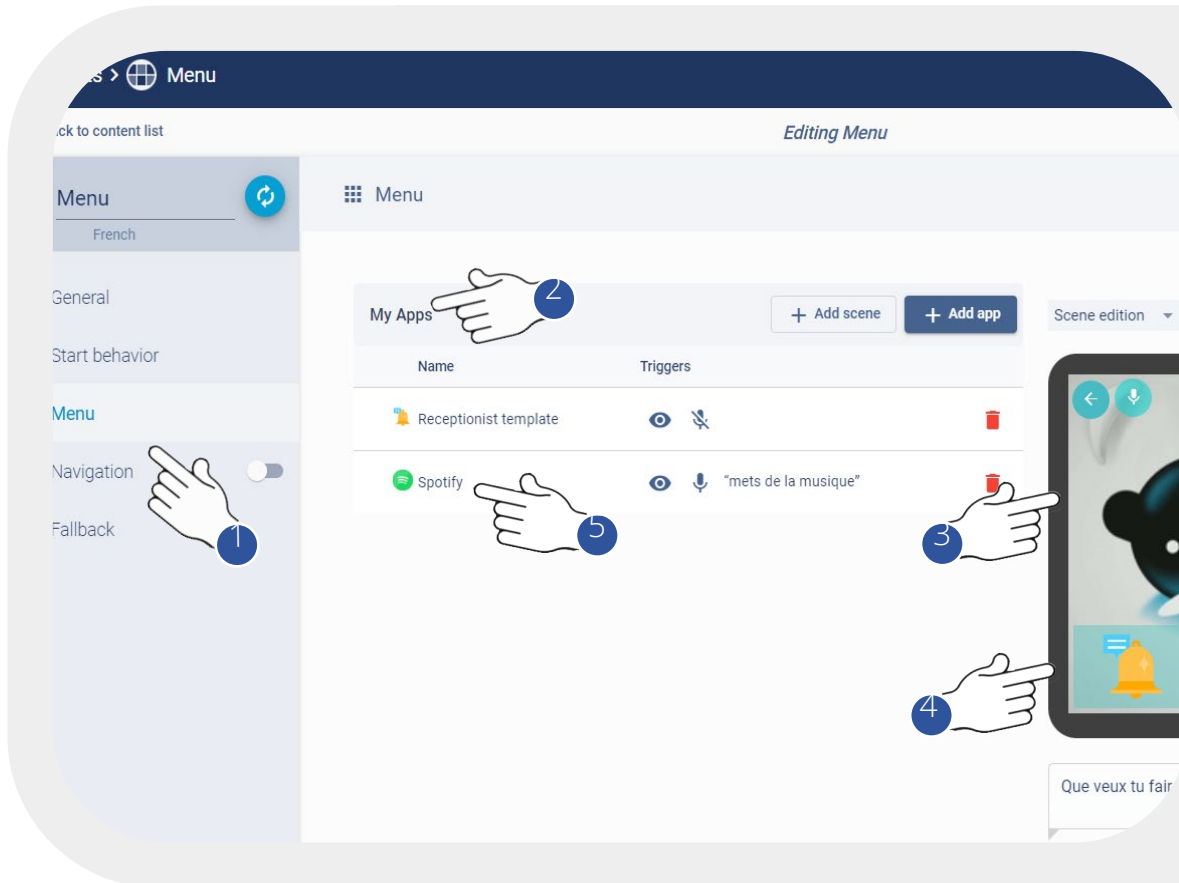 > Menu
ck to content list
Editing Menu
Menu
French
Menu
General
Start behavior
Menu
Navigation
Fallback
1
My Apps
2
+ Add scene
+ Add app
Name
Triggers
Receptionist template
Spotify
"mets de la musique"
5
3
4
Scene edition
Que veux tu fair